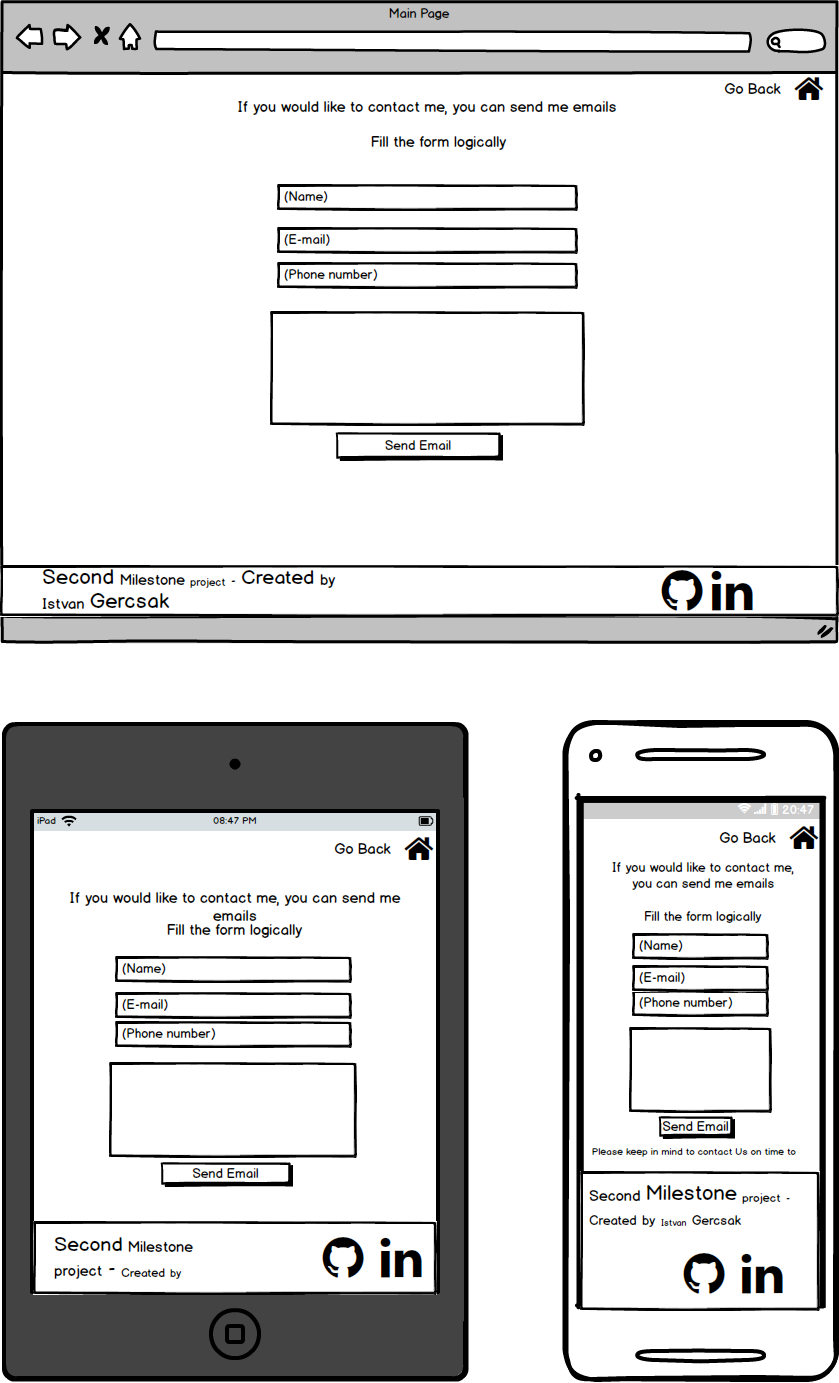 Main Page
Go Back
If you would like to contact me, you can send me emails
Fill the form logically
(Name)
(E-mail)
(Phone number)
Send Email
Second Milestone project - Created by
Istvan Gercsak
in
iPad 08:47 PM
Go Back
If you would like to contact me, you can send me
emails
Fill the form logically
(Name)
(E-mail)
(Phone number)
Send Email
Second Milestone
project - Created by
in
20:47
Go Back
If you would like to contact me,
you can send me emails
Fill the form logically
(Name)
(E-mail)
(Phone number)
Send Email
Please keep in mind to contact Us on time to
Second Milestone project -
Created by Istvan Gercsak
in